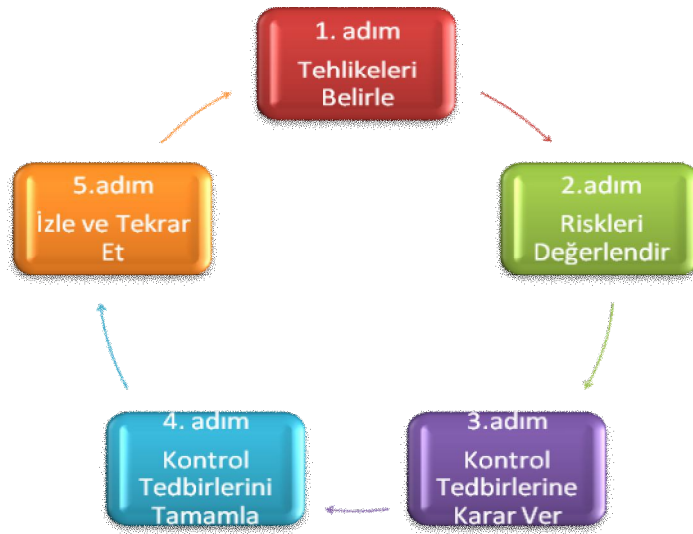 1. adım
Tehlikeleri
Belirle
2.adım
Riskleri
Değerlendir
3.adım
Kontrol
Tedbirlerine
Karar Ver
4. adım
Kontrol
Tedbirlerini
Tamamla
5.adım
İzle ve Tekrar
Et